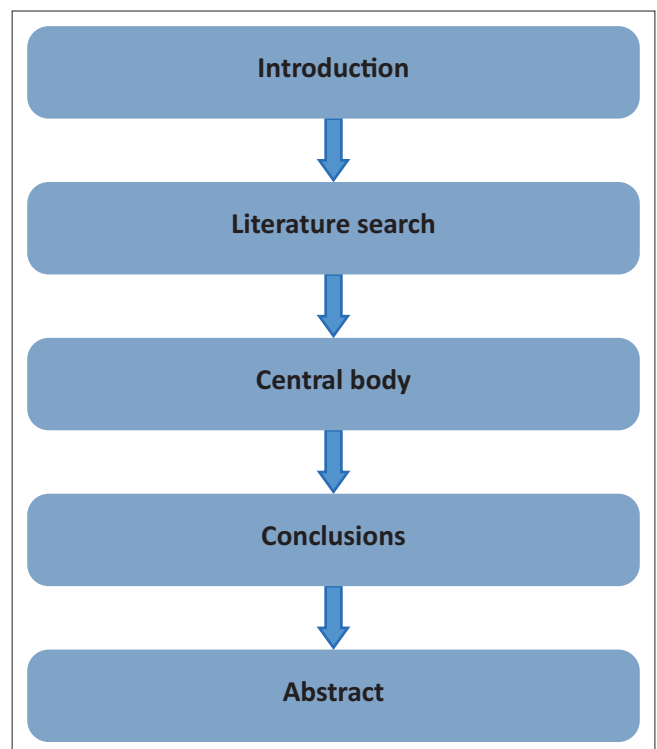 Introduction
Literature search
Central body
Conclusions
Abstract